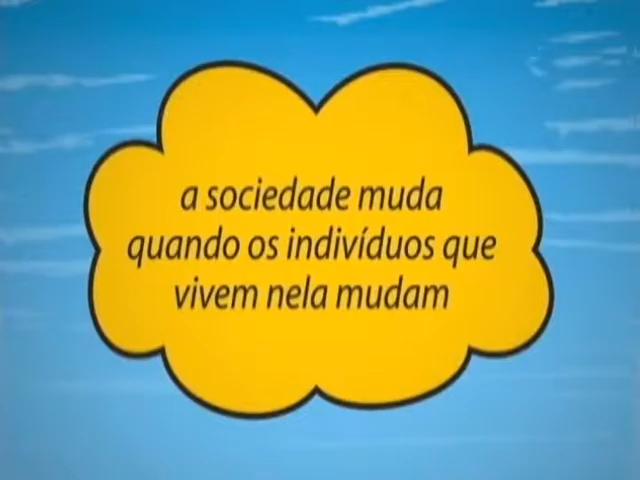 a sociedade muda
quando os indivíduos que
vivem nela mudam